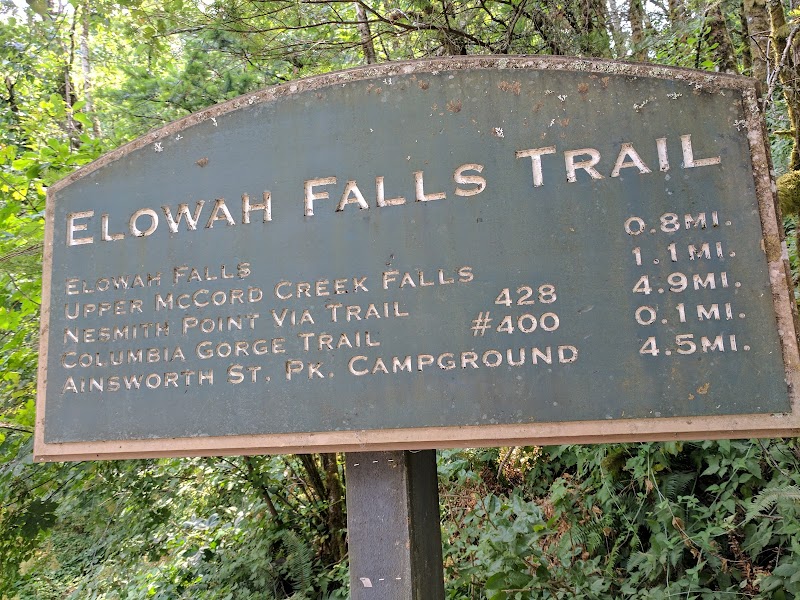 ELOWAH FALLS TRAIL
ELOWAH FALLS 0.8MI.
UPPER MCCORD CREEK FALLS 1.1MI.
NESMITH POINT VIA TRAIL 428 4.9MI.
COLUMBIA GORGE TRAIL #400 0.1MI.
AINSWORTH ST. PK. CAMPGROUND 4.5MI.